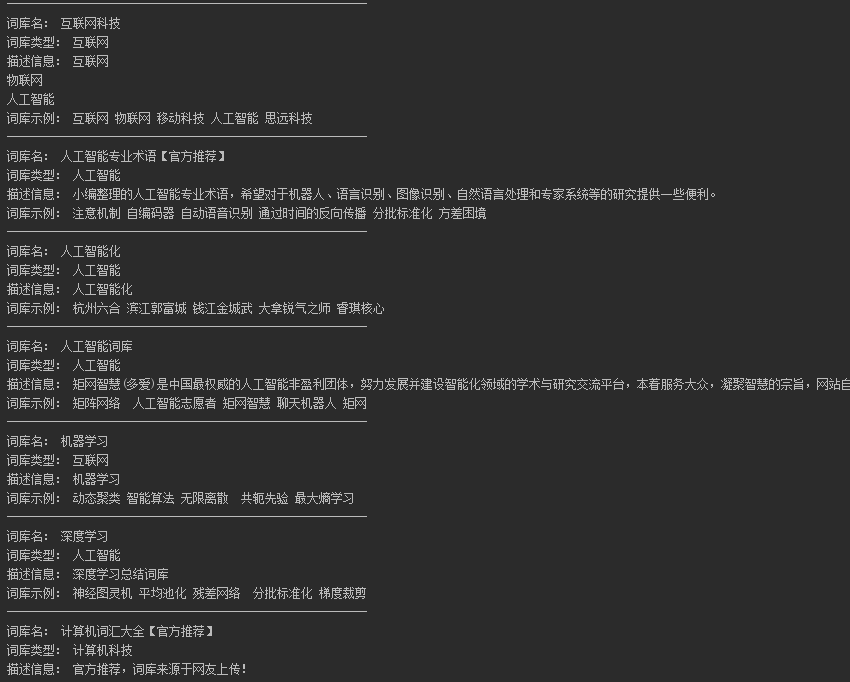 词库名： 互联网科技
词库类型： 互联网
描述信息： 互联网
物联网
人工智能
词库示例： 互联网 物联网 移动科技 人工智能 思远科技
词库名： 人工智能专业术语【官方推荐】
词库类型： 人工智能
描述信息： 小编整理的人工智能专业术语，希望对于机器人、语言识别、图像识别、自然语言处理和专家系统等的研究提供一些便利。
词库示例： 注意机制 自编码器 自动语音识别 通过时间的反向传播 分批标准化 方差困境
词库名： 人工智能化
词库类型： 人工智能
描述信息： 人工智能化
词库示例： 杭州六合 滨江郭富城 钱江金城武 大拿锐气之师 睿琪核心
词库名： 人工智能词库
词库类型： 人工智能
描述信息： 矩网智慧(多爱)是中国最权威的人工智能非盈利团体，努力发展并建设智能化领域的学术与研究交流平台，本着服务大众，凝聚智慧的宗旨，网站自
词库示例： 矩阵网络  人工智能志愿者 矩网智慧 聊天机器人 矩网
词库名： 机器学习
词库类型： 互联网
描述信息： 机器学习
词库示例： 动态聚类 智能算法 无限离散  共轭先验 最大熵学习
词库名： 深度学习
词库类型： 人工智能
描述信息： 深度学习总结词库
词库示例： 神经图灵机 平均池化 残差网络  分批标准化 梯度裁剪
词库名： 计算机词汇大全【官方推荐】
词库类型： 计算机科技
描述信息： 官方推荐，词库来源于网友上传！